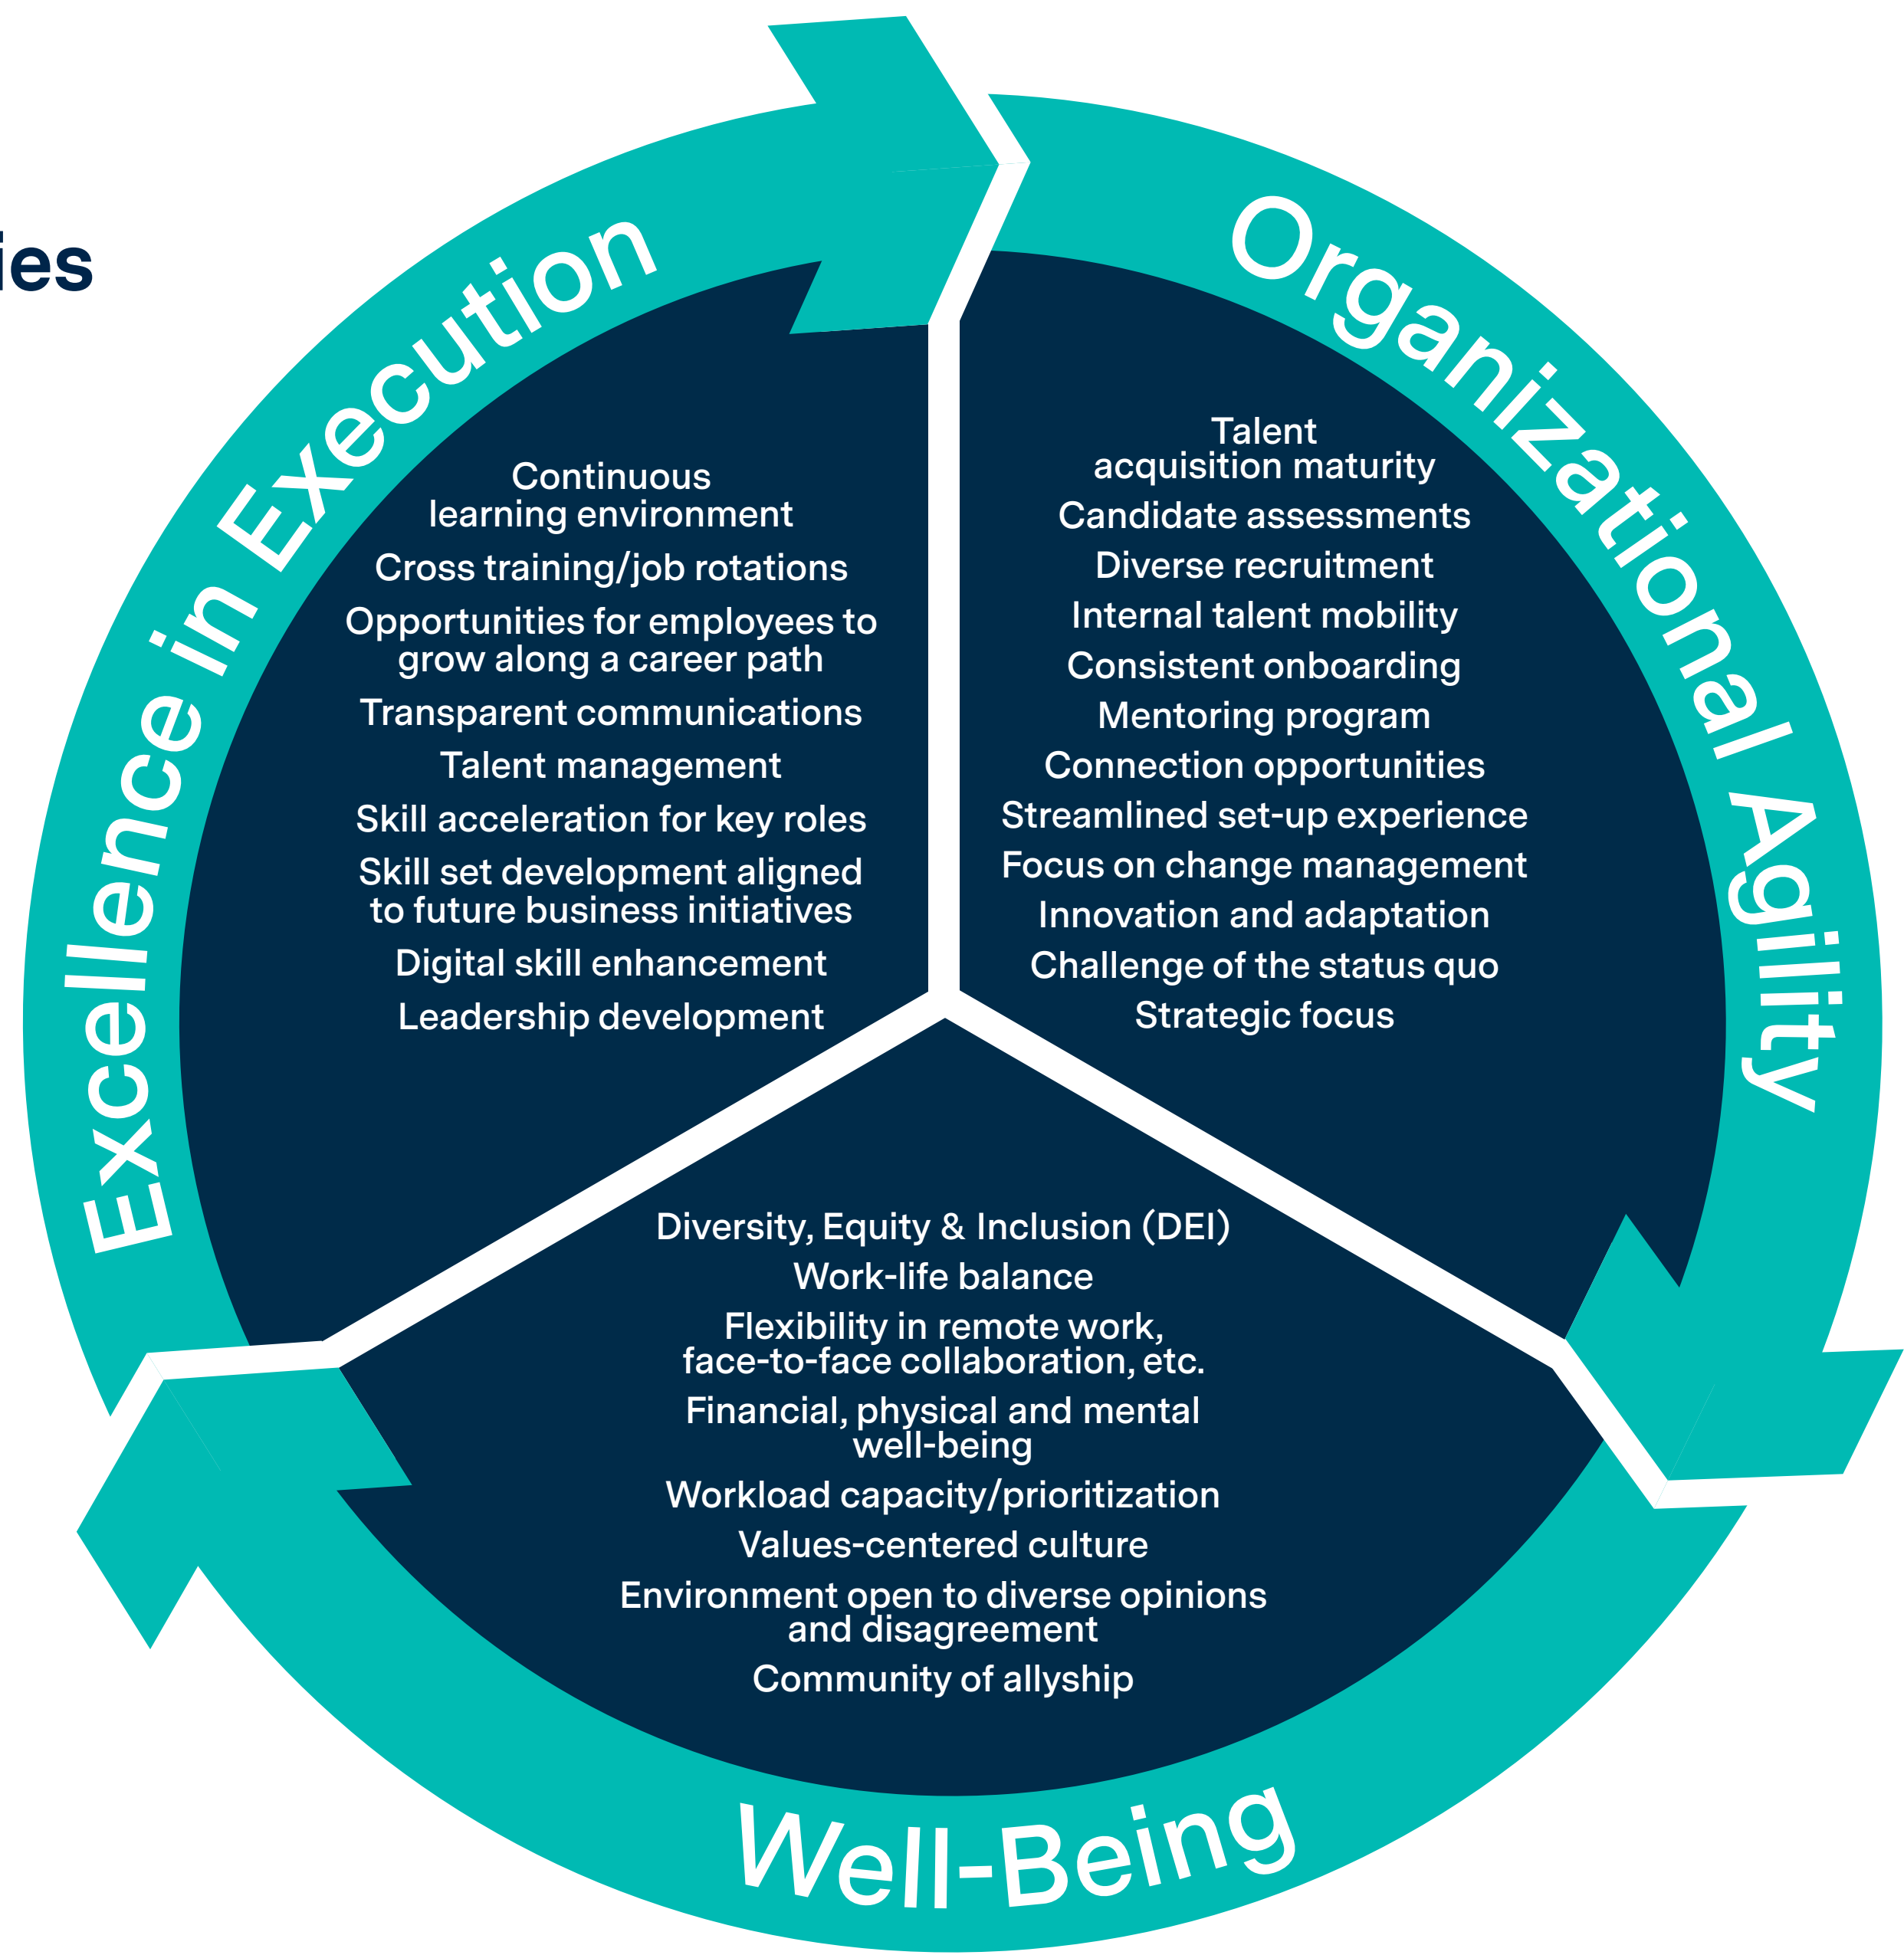 Excellence in Execution
Continuous
learning environment
Cross training/job rotations
Opportunities for employees to
grow along a career path
Transparent communications
Talent management
Skill acceleration for key roles
Skill set development aligned
to future business initiatives
Digital skill enhancement
Leadership development
Organizational Agility
Talent
acquisition maturity
Candidate assessments
Diverse recruitment
Internal talent mobility
Consistent onboarding
Mentoring program
Connection opportunities
Streamlined set-up experience
Focus on change management
Innovation and adaptation
Challenge of the status quo
Strategic focus
Diversity, Equity & Inclusion (DEI)
Work-life balance
Flexibility in remote work,
face-to-face collaboration, etc.
Financial, physical and mental
well-being
Workload capacity/prioritization
Values-centered culture
Environment open to diverse opinions
and disagreement
Community of allyship
Well-Being